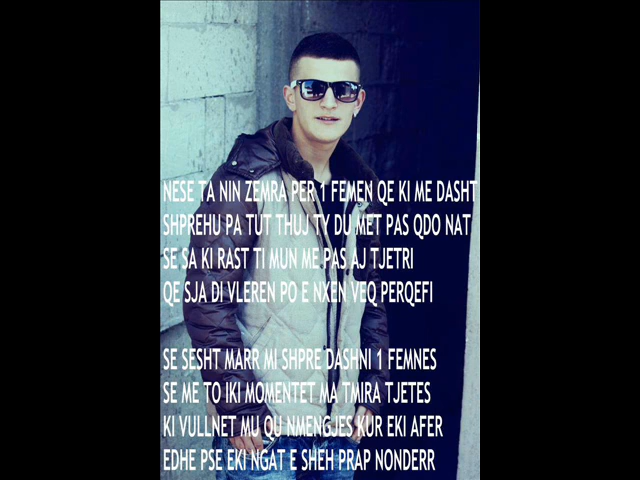 NESE TA NIN ZEMRA PER 1 FEMEN QE KI ME DASHT
SHPREHU PA TUT THUJ TY DU MET PAS QDO NAT
SE SA KI RAST TI MUN ME PAS AJ TJETRI
QE SJA DI VLEREN PO E NXEN VEQ PERQEFI
SE SESHT MARR MI SHPRE DASHNI 1 FEMNES
SE ME TO IKI MOMENTET MA TMIRA TJETES
KI VULLNET MU QU NMENGJES KUR EKI AFER
EDHE PSE EKI NGAT E SHEH PRAP NONDERR